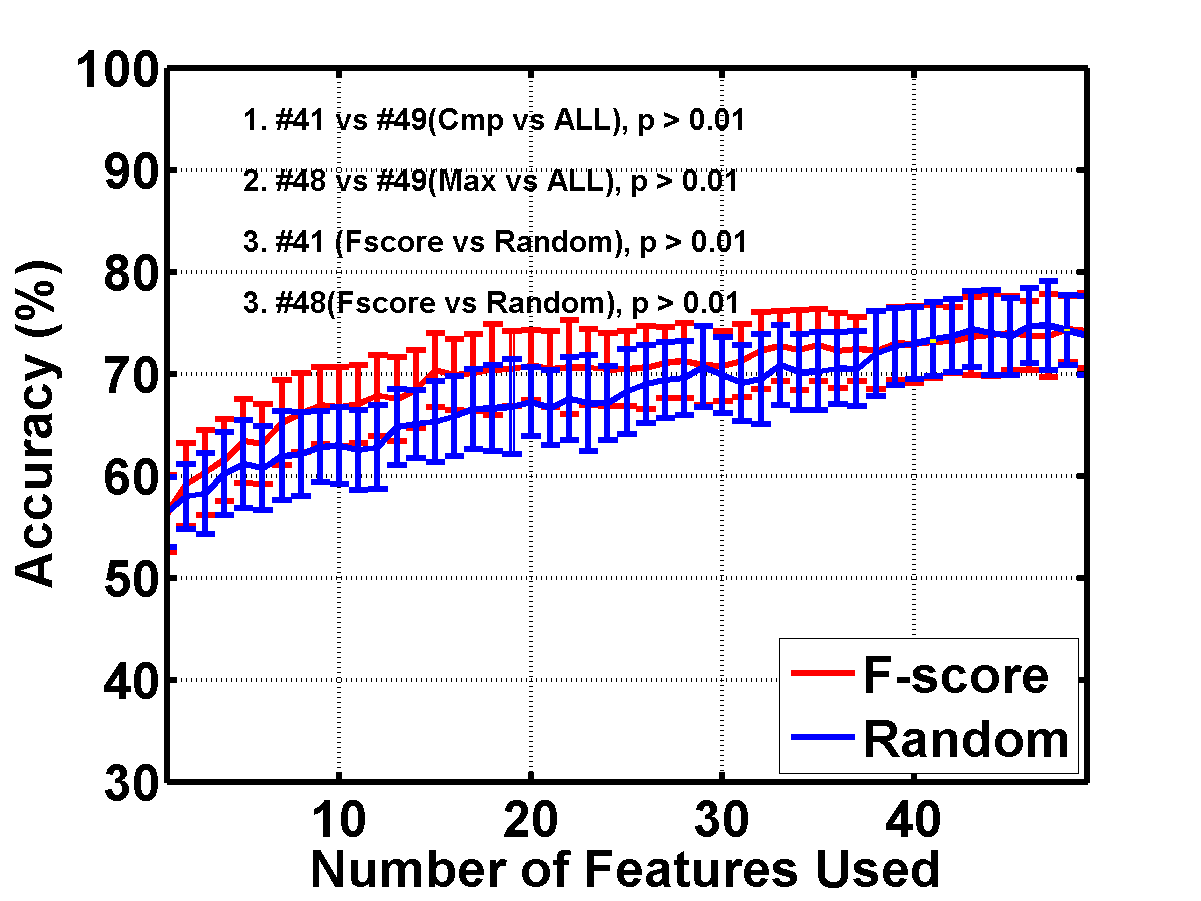 100
1. #41 vs #49(Cmp vs ALL), p > 0.01
90
2. #48 vs #49(Max vs ALL), p > 0.01
3. #41 (Fscore vs Random), p > 0.01
80
3. #48(Fscore vs Random), p > 0.01
70
60
50
40
30
Accuracy (%)
F-score
Random
10 20 30 40
Number of Features Used